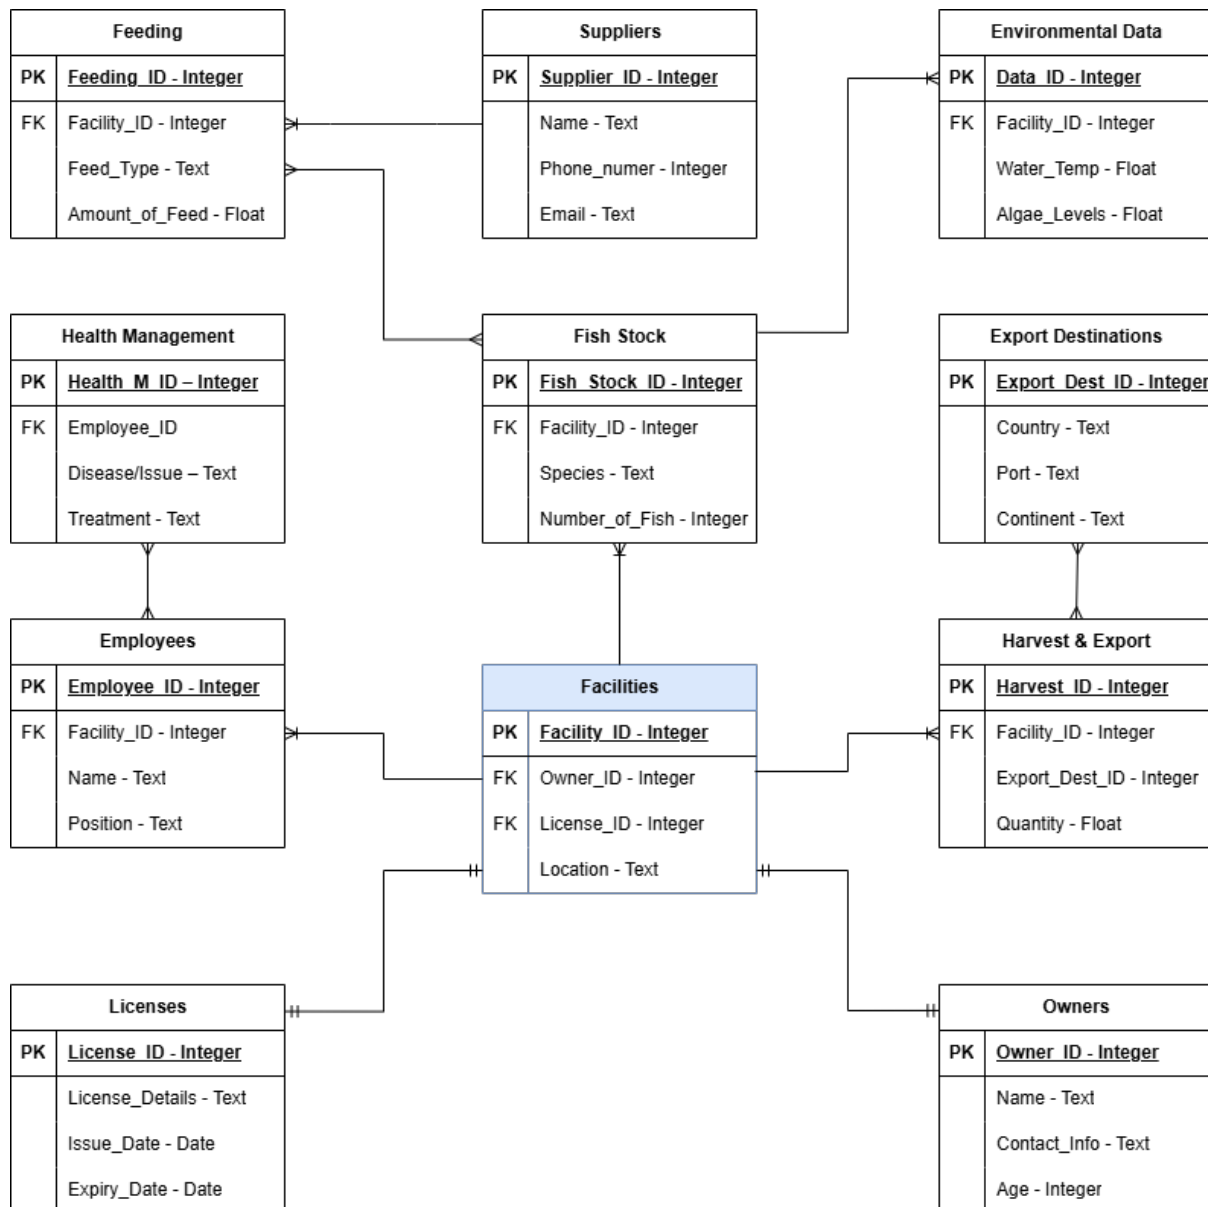 Feeding
PK Feeding_ID - Integer
FK Facility_ID - Integer
Feed_Type - Text
Amount_of_Feed - Float
Suppliers
PK Supplier_ID - Integer
Name - Text
Phone_numer - Integer
Email - Text
Environmental Data
PK Data_ID - Integer
FK Facility_ID - Integer
Water_Temp - Float
Algae_Levels - Float
Health Management
PK Health_M_ID – Integer
FK Employee_ID
Disease/Issue – Text
Treatment - Text
Fish Stock
PK Fish_Stock_ID - Integer
FK Facility_ID - Integer
Species - Text
Number_of_Fish - Integer
Export Destinations
PK Export_Dest_ID - Integer
Country - Text
Port - Text
Continent - Text
Employees
PK Employee_ID - Integer
FK Facility_ID - Integer
Name - Text
Position - Text
Facilities
PK Facility_ID - Integer
FK Owner_ID - Integer
FK License_ID - Integer
Location - Text
Harvest & Export
PK Harvest_ID - Integer
FK Facility_ID - Integer
Export_Dest_ID - Integer
Quantity - Float
Licenses
PK License_ID - Integer
License_Details - Text
Issue_Date - Date
Expiry_Date - Date
Owners
PK Owner_ID - Integer
Name - Text
Contact_Info - Text
Age - Integer